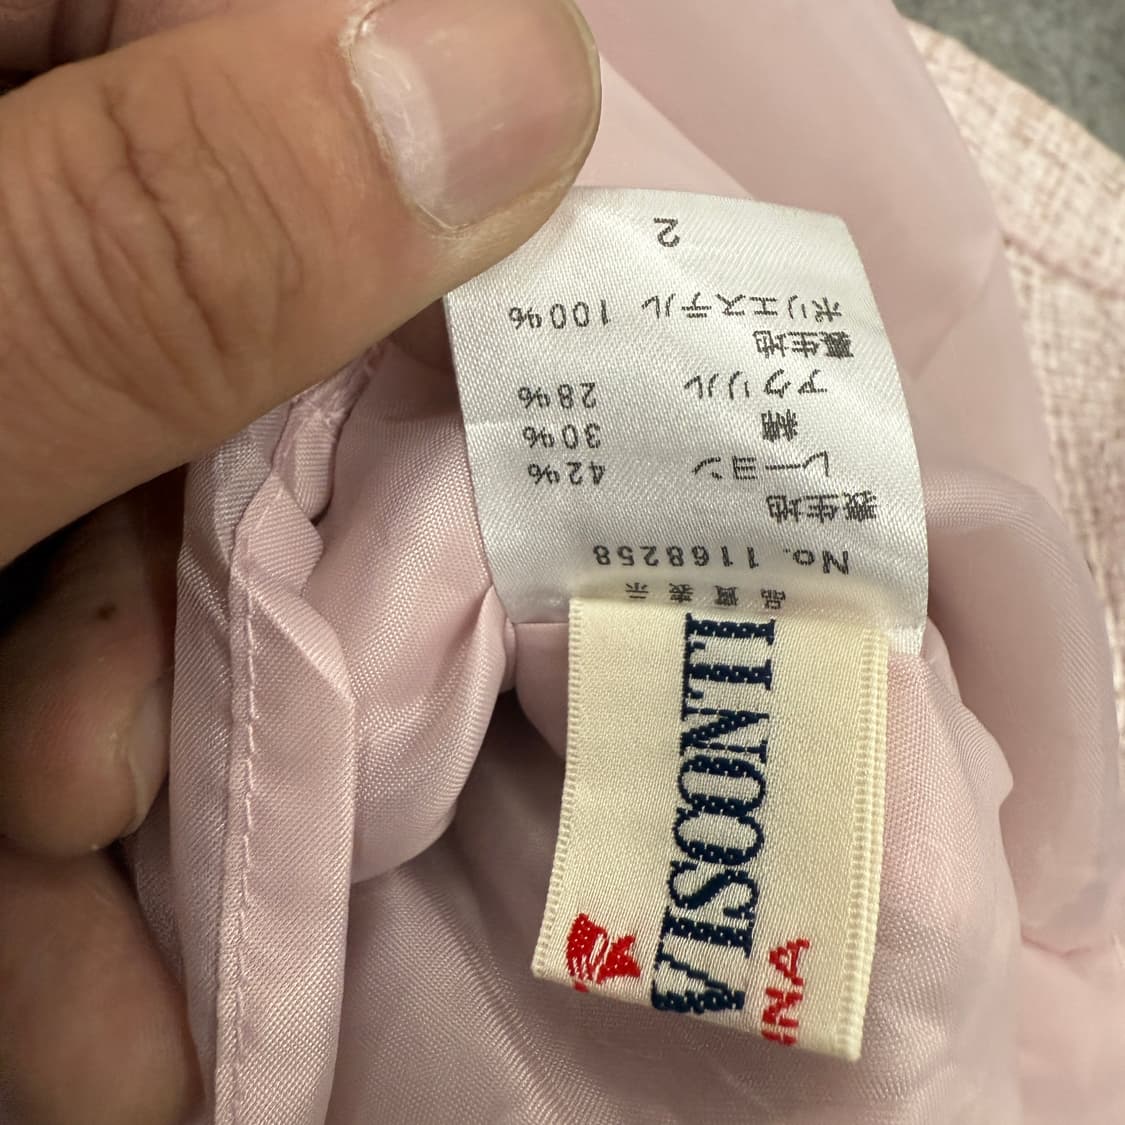 品質表示
No. 1168258
表生地
レーヨン 42%
綿 30%
アクリル 28%
裏生地
ポリエステル 100%
2
VISCONTI